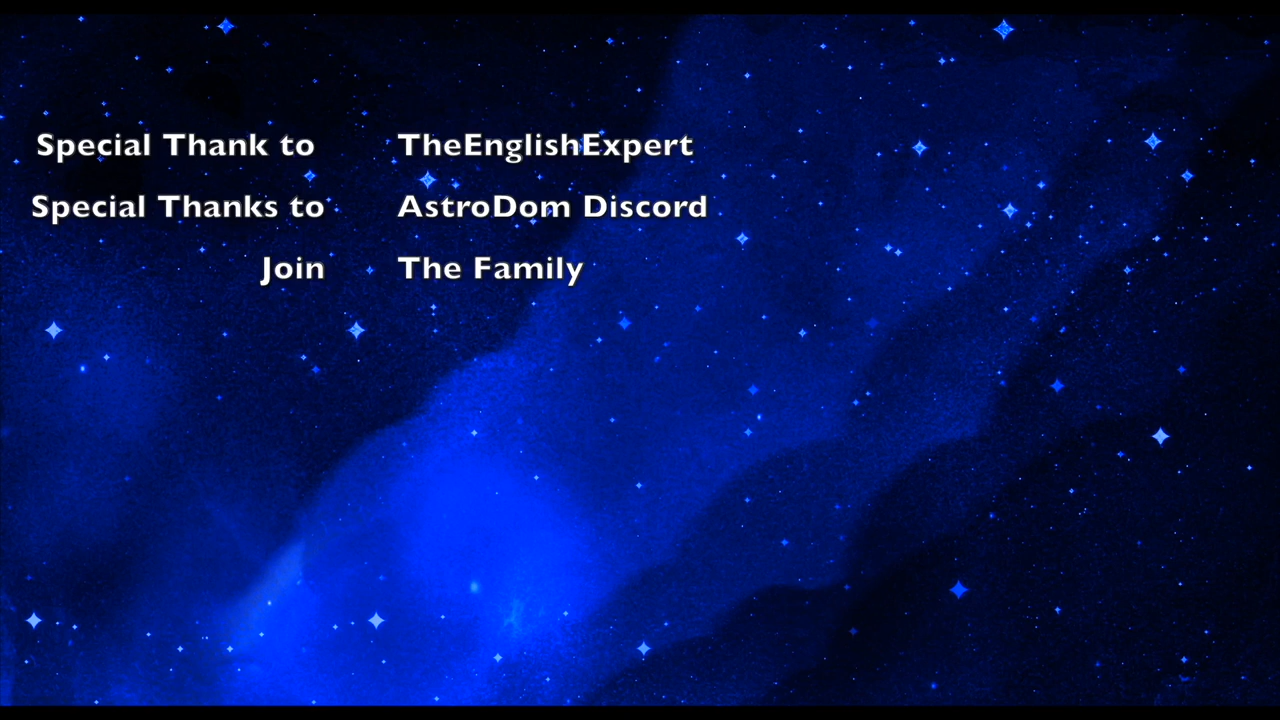 Special Thank to TheEnglishExpert
Special Thanks to AstroDom Discord
Join The Family